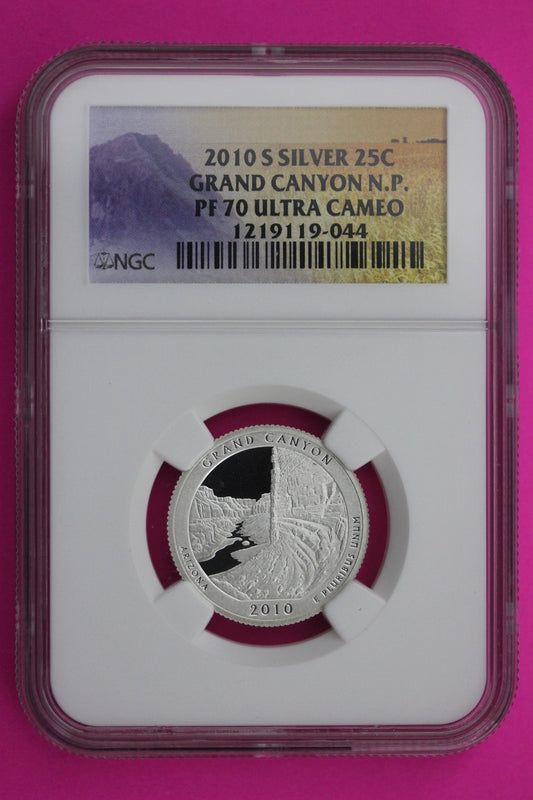 2010 S SILVER 25C
GRAND CANYON N.P.
PF 70 ULTRA CAMEO
1219119-044
NGC
GRAND CANYON
ARIZONA
E PLURIBUS UNUM
2010